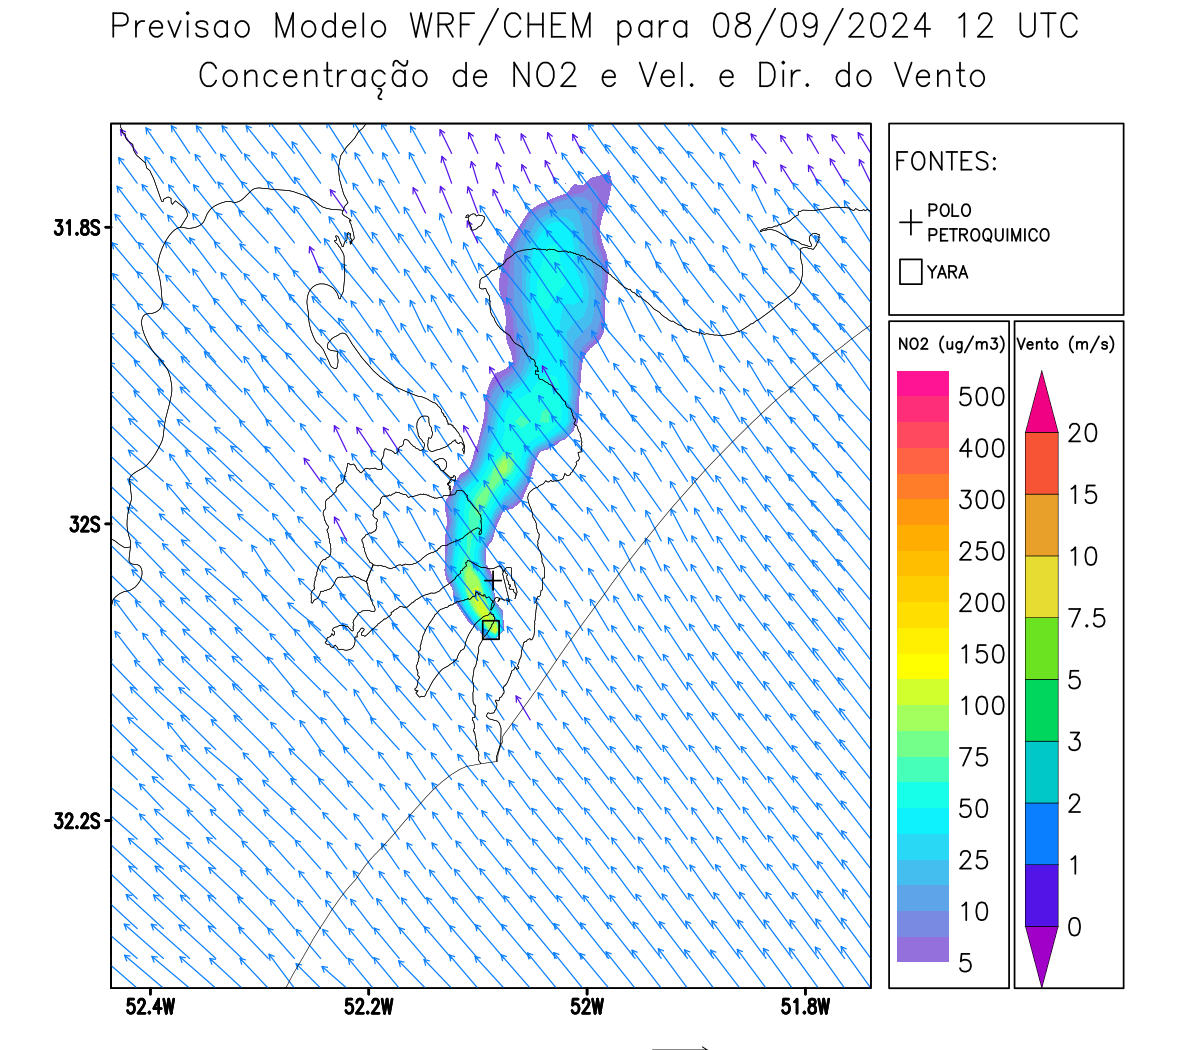 Previsao Modelo WRF/CHEM para 08/09/2024 12 UTC
Concentração de NO2 e Vel. e Dir. do Vento
FONTES:
POLO
PETROQUIMICO
YARA
NO2 (ug/m3)
500
400
300
250
200
150
100
75
50
25
10
5
Vento (m/s)
20
15
10
7.5
5
3
2
1
0
31.8S
32S
32.2S
52.4W
52.2W
52W
51.8W